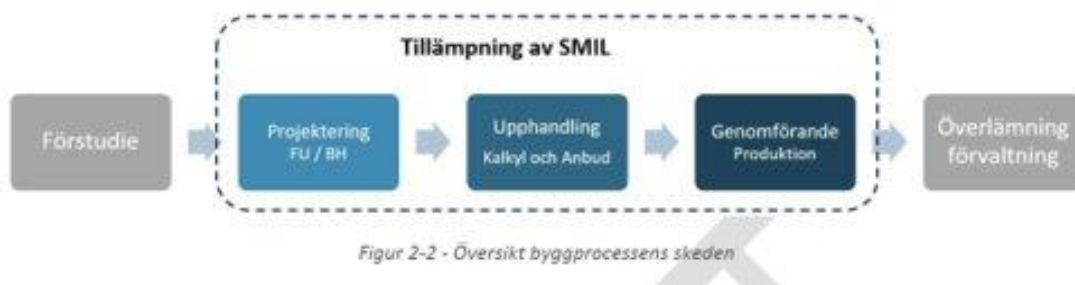 Tillämpning av SMIL
Förstudie
Projektering
FU / BH
Upphandling
Kalkyl och Anbud
Genomförande
Produktion
Överlämning
förvaltning
Figur 2-2 - Översikt byggprocessens skeden